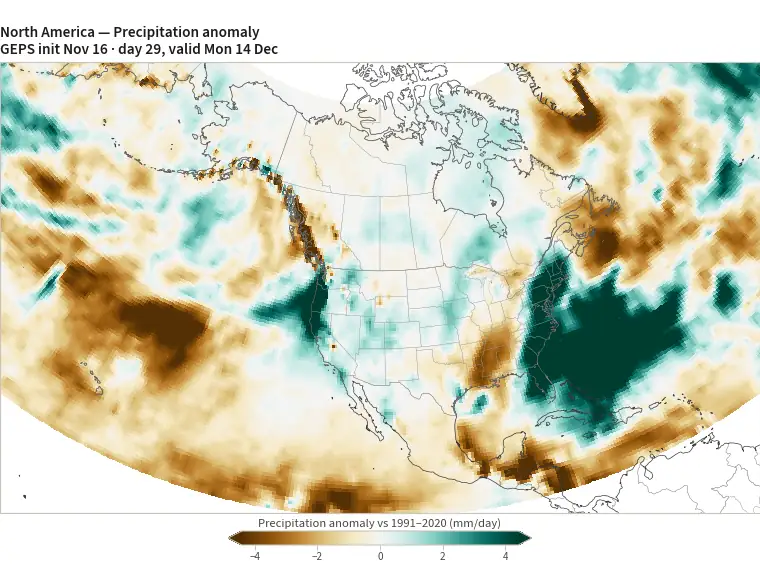 North America — Precipitation anomaly
GEPS init Nov 16 · day 29, valid Mon 14 Dec
Precipitation anomaly vs 1991–2020 (mm/day)
−4 −2 0 2 4